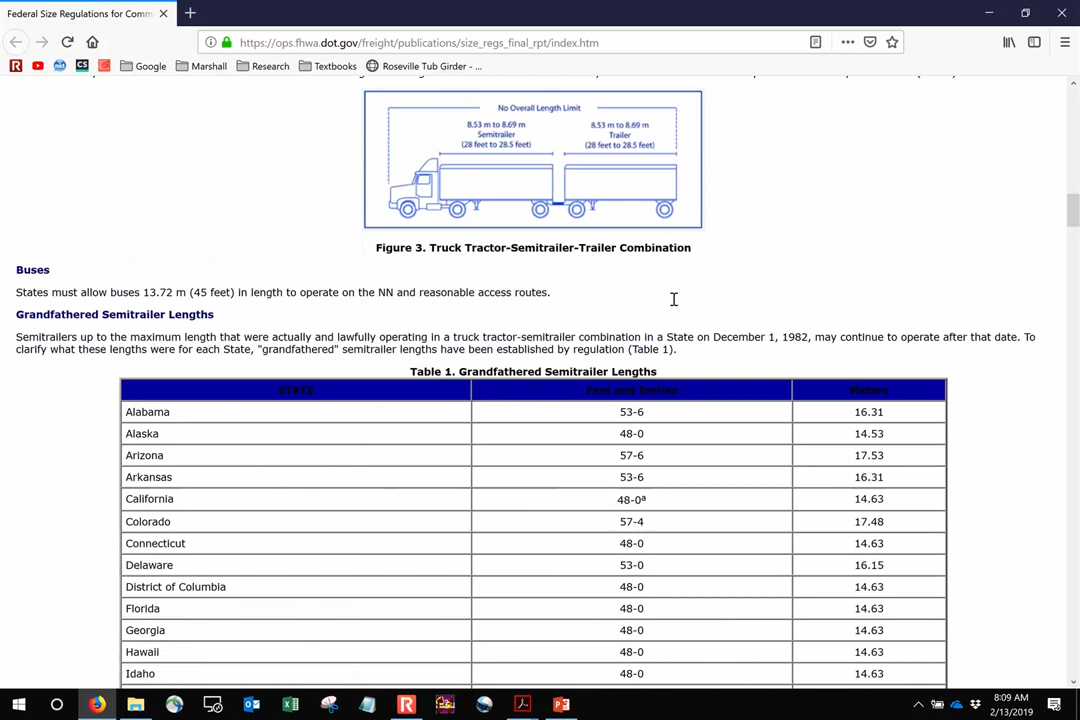 Federal Size Regulations for Comm
https://ops.fhwa.dot.gov/freight/publications/size_regs_final_rpt/index.htm
Google
Marshall
Research
Textbooks
Roseville Tub Girder - ...
No Overall Length Limit
8.53 m to 8.69 m
Semitrailer
(28 feet to 28.5 feet)
8.53 m to 8.69 m
Trailer
(28 feet to 28.5 feet)
Figure 3. Truck Tractor-Semitrailer-Trailer Combination
Buses
States must allow buses 13.72 m (45 feet) in length to operate on the NN and reasonable access routes.
Grandfathered Semitrailer Lengths
Semitrailers up to the maximum length that were actually and lawfully operating in a truck tractor-semitrailer combination in a State on December 1, 1982, may continue to operate after that date. To
clarify what these lengths were for each State, "grandfathered" semitrailer lengths have been established by regulation (Table 1).
Table 1. Grandfathered Semitrailer Lengths
STATE Feet and Inches Meters
Alabama 53-6 16.31
Alaska 48-0 14.53
Arizona 57-6 17.53
Arkansas 53-6 16.31
California 48-0ª 14.63
Colorado 57-4 17.48
Connecticut 48-0 14.63
Delaware 53-0 16.15
District of Columbia 48-0 14.63
Florida 48-0 14.63
Georgia 48-0 14.63
Hawaii 48-0 14.63
Idaho 48-0 14.63
8:09 AM
2/13/2019